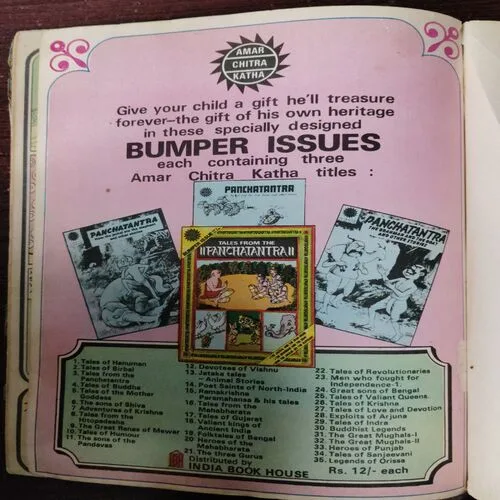 AMAR
CHITRA
KATHA
Give your child a gift he'll treasure
forever–the gift of his own heritage
in these specially designed
BUMPER ISSUES
each containing three
Amar Chitra Katha titles :
PANCHATANTRA
PANCHATANTRA
PANCHATANTRA
AND OTHER STORIES
TALES FROM THE
PANCHATANTRA
1. Tales of Hanuman
2. Tales of Birbal
3. Tales from the
Panchatantra
4. Tales of Buddha
5. Tales of the Mother
Goddess
6. The sons of Shiva
7. Adventures of Krishna
8. Tales from the
Hitopadesha
9. The Great Ranas of Mewar
10. Tales of Humour
11. The sons of the
Pandavas
12. Devotees of Vishnu
13. Jataka tales
– Animal Stories
14. Poet Saints of North-India
15. Ramakrishna
Paramahamsa & his tales
16. Tales from the
Mahabharata
17. Tales of Gujarat
18. Valiant kings of
Ancient India
19. Folktales of Bengal
20. Heroes of the
Mahabharata
21. The three Gurus
22. Tales of Revolutionaries
23. Men who fought for
Independence-1.
24. Great sons of Bengal
25. Tales of Valiant Queens.
26. Tales of Krishna
27. Tales of Love and Devotion
28. Exploits of Arjuna
29. Tales of Indra
30. Buddhist Legends
31. The Great Mughals-I
32. The Great Mughals-II
33. Heroes of Punjab
34. Tales of Sanjeevani
35. Legends of Orissa
Distributed by
INDIA BOOK HOUSE
Rs. 12/- each